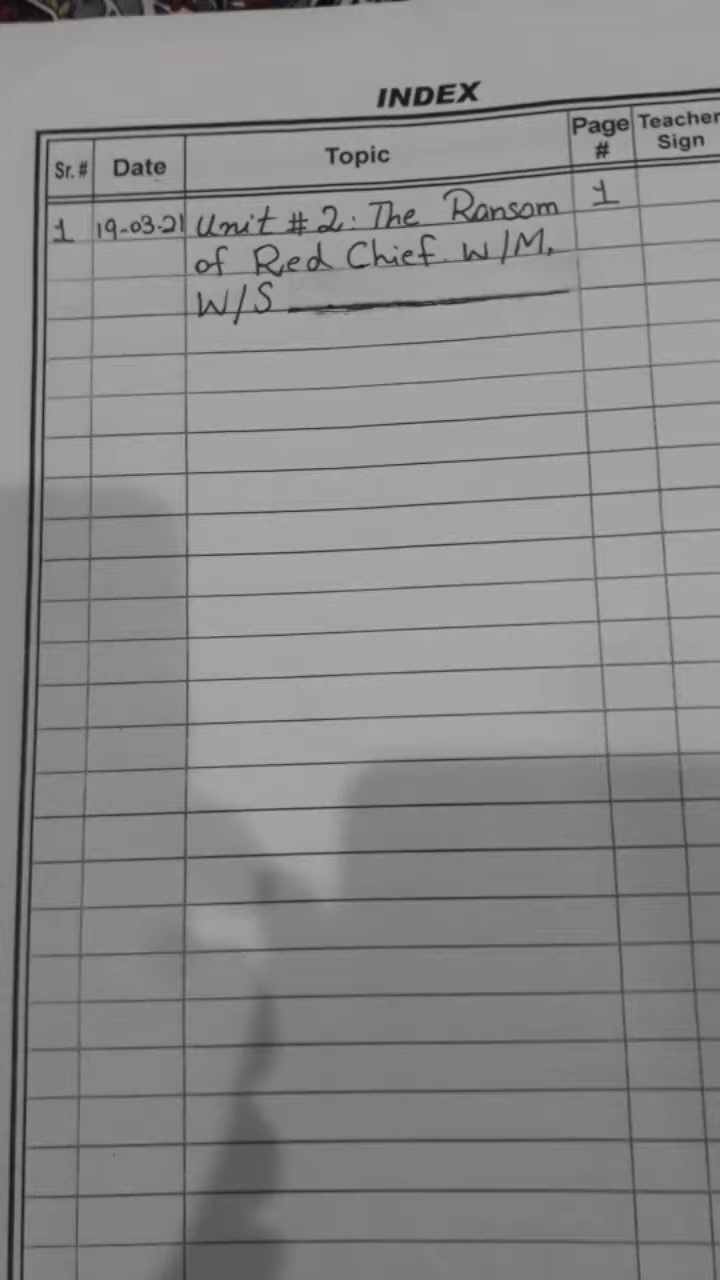 INDEX
Sr. # Date Topic Page # Teacher Sign
1 19-03-21 Unit # 2: The Ransom 1
of Red Chief. W/M,
W/S